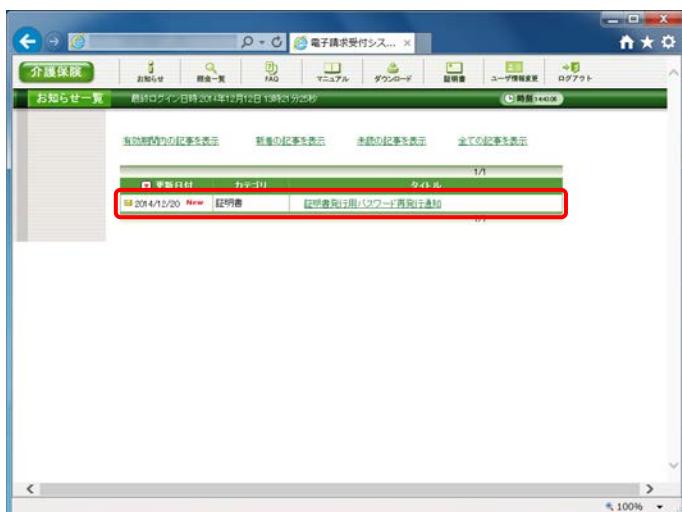 電子請求受付シス... ×
介護保険
お知らせ 照会一覧 FAQ マニュアル ダウンロード 証明書 ユーザ情報変更 ログアウト
お知らせ一覧 最終ログイン日時:2014年12月12日 13時21分25秒 時計
有効期間内の記事を表示 新着の記事を表示 未読の記事を表示 全ての記事を表示
1/1
更新日付 カテゴリ タイトル
2014/12/20 New 証明書 証明書発行用パスワード再発行通知
1/1
100%